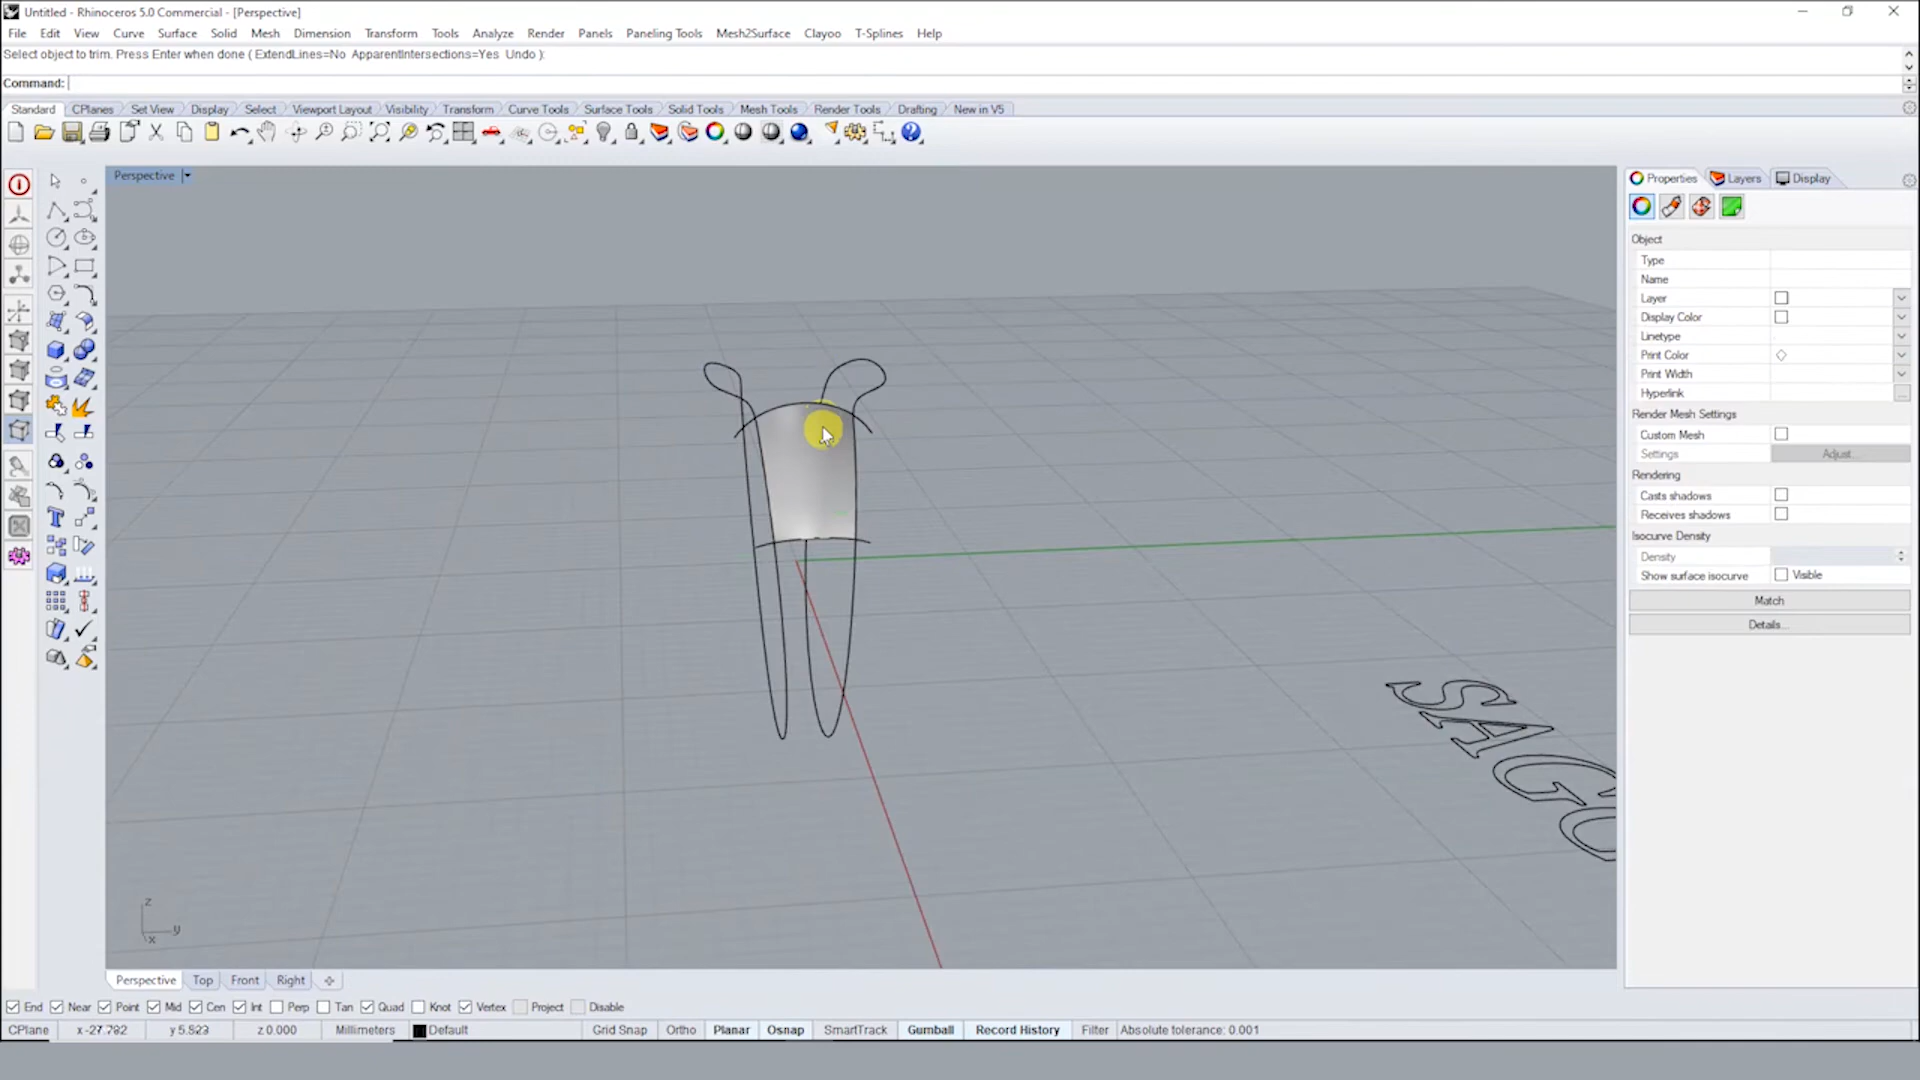 Untitled - Rhinoceros 5.0 Commercial - [Perspective]
File Edit View Curve Surface Solid Mesh Dimension Transform Tools Analyze Render Panels Paneling Tools Mesh2Surface Clayoo T-Splines Help
Select object to trim. Press Enter when done ( ExtendLines=No ApparentIntersections=Yes Undo ):
Command:
Standard CPlanes Set View Display Select Viewport Layout Visibility Transform Curve Tools Surface Tools Solid Tools Mesh Tools Render Tools Drafting New in V5
Perspective
Properties Layers Display
Object
Type
Name
Layer
Display Color
Linetype
Print Color
Print Width
Hyperlink
Render Mesh Settings
Custom Mesh
Settings Adjust...
Rendering
Casts shadows
Receives shadows
Isocurve Density
Density
Show surface isocurve Visible
Match
Details...
SAGO
z
y
x
Perspective Top Front Right
End Near Point Mid Cen Int Perp Tan Quad Knot Vertex Project Disable
CPlane x -27.792 y 5.523 z 0.000 Millimeters Default Grid Snap Ortho Planar Osnap SmartTrack Gumball Record History Filter Absolute tolerance: 0.001